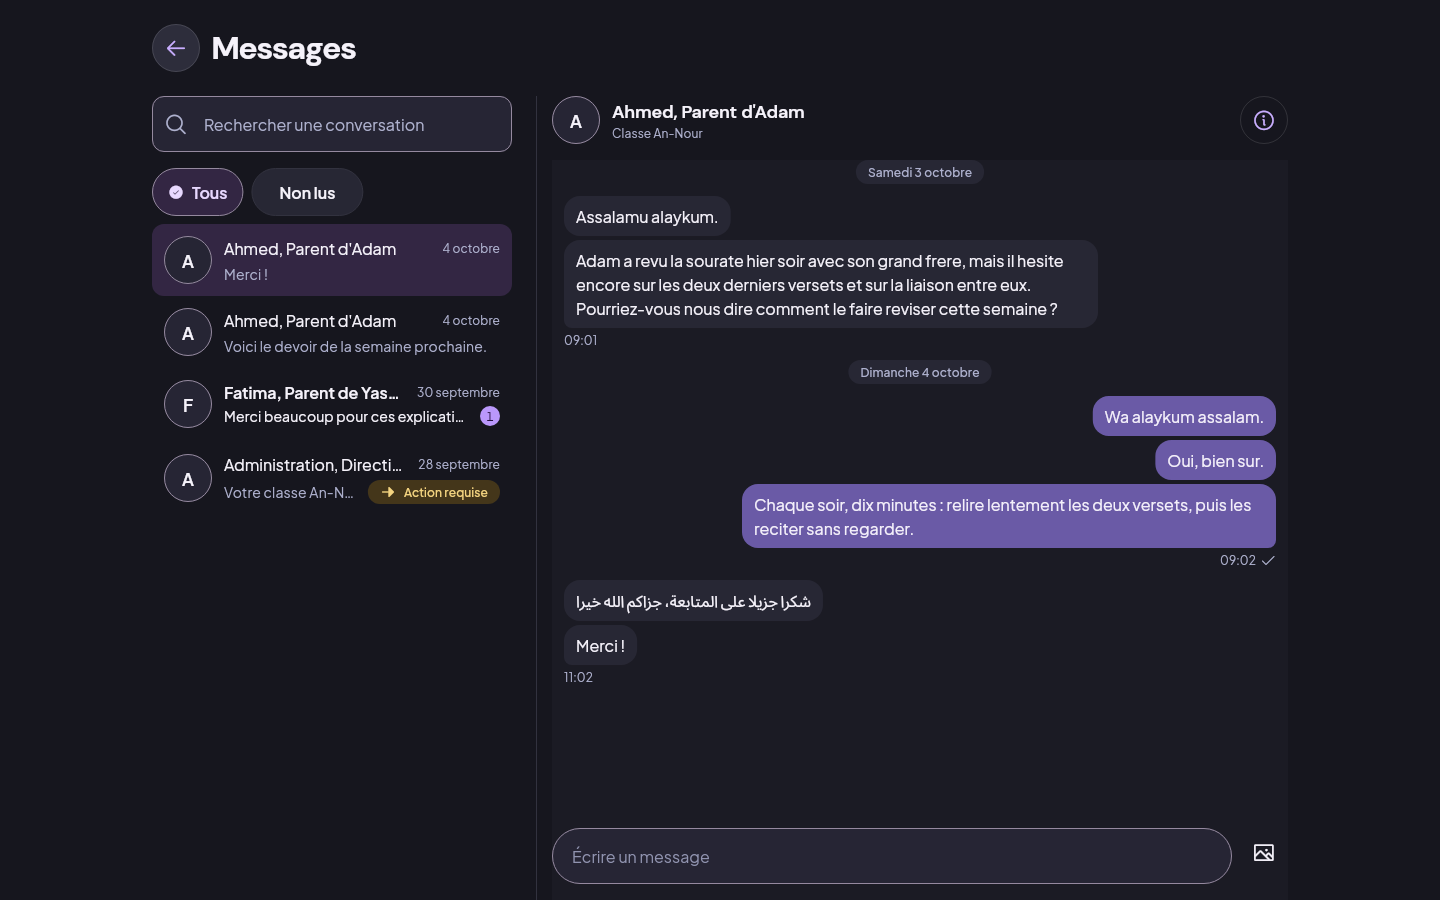 Messages
Rechercher une conversation
Tous
Non lus
A
Ahmed, Parent d'Adam
4 octobre
Merci !
A
Ahmed, Parent d'Adam
4 octobre
Voici le devoir de la semaine prochaine.
F
Fatima, Parent de Yas...
30 septembre
Merci beaucoup pour ces explicati...
1
A
Administration, Directi...
28 septembre
Votre classe An-N...
Action requise
A
Ahmed, Parent d'Adam
Classe An-Nour
Samedi 3 octobre
Assalamu alaykum.
Adam a revu la sourate hier soir avec son grand frere, mais il hesite
encore sur les deux derniers versets et sur la liaison entre eux.
Pourriez-vous nous dire comment le faire reviser cette semaine ?
09:01
Dimanche 4 octobre
Wa alaykum assalam.
Oui, bien sur.
Chaque soir, dix minutes : relire lentement les deux versets, puis les
reciter sans regarder.
09:02
شكرا جزيلا على المتابعة، جزاكم الله خيرا
Merci !
11:02
Écrire un message